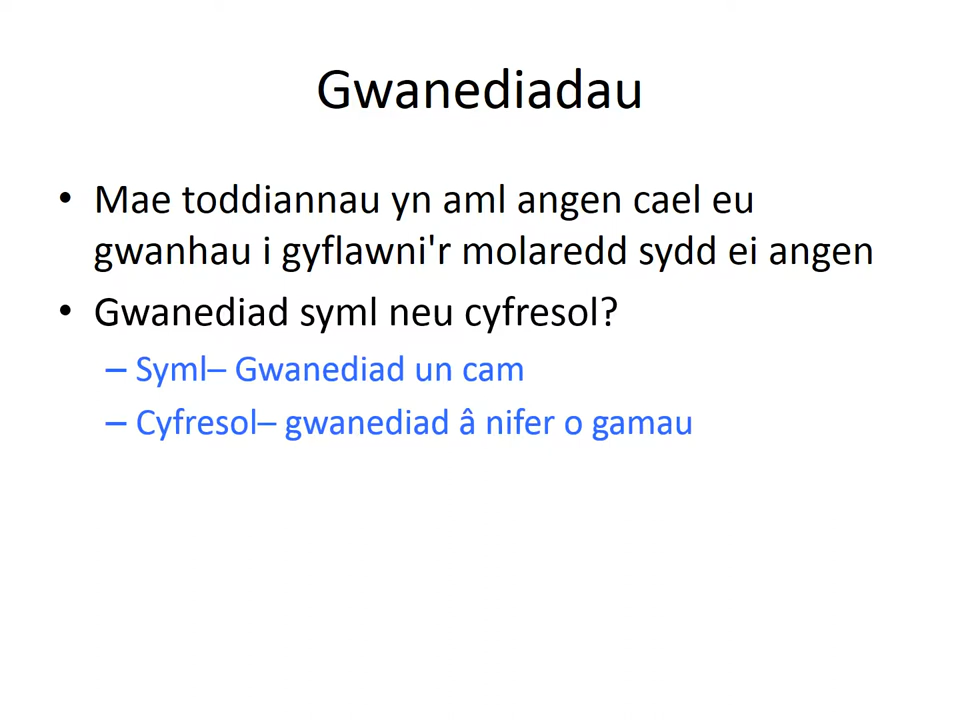 Gwanediadau
• Mae toddiannau yn aml angen cael eu
gwanhau i gyflawni'r molaredd sydd ei angen
• Gwanediad syml neu cyfresol?
– Syml– Gwanediad un cam
– Cyfresol– gwanediad â nifer o gamau